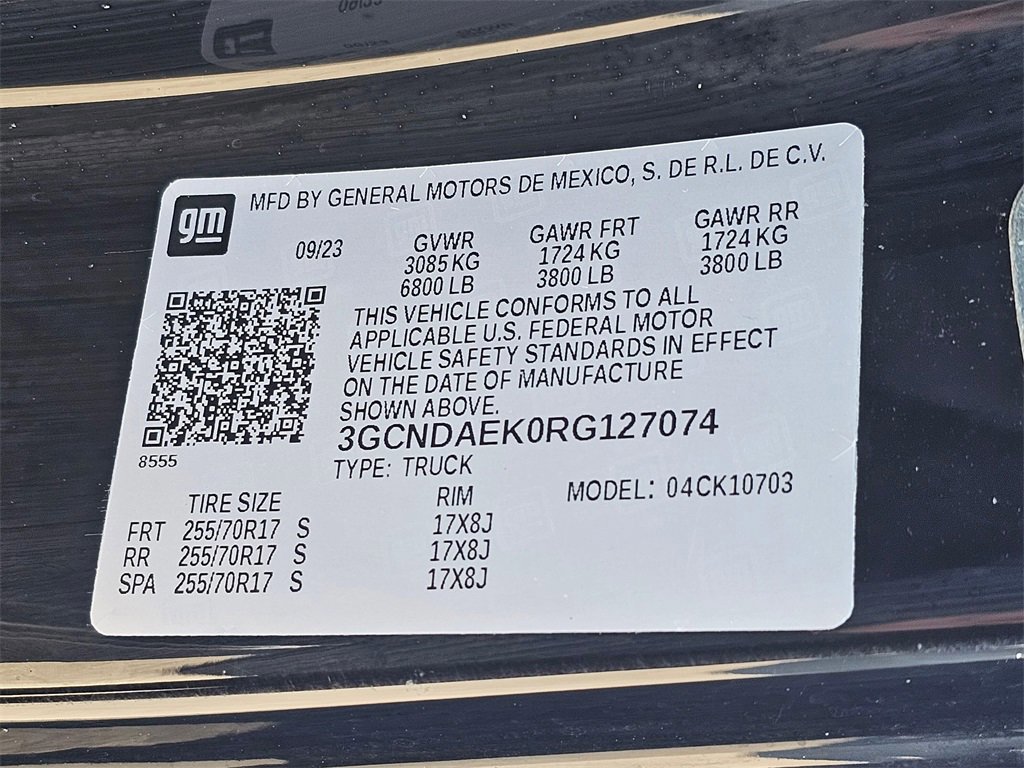 gm
MFD BY GENERAL MOTORS DE MEXICO, S. DE R.L. DE C.V.
09/23 GVWR GAWR FRT GAWR RR
3085 KG 1724 KG 1724 KG
6800 LB 3800 LB 3800 LB
THIS VEHICLE CONFORMS TO ALL
APPLICABLE U.S. FEDERAL MOTOR
VEHICLE SAFETY STANDARDS IN EFFECT
ON THE DATE OF MANUFACTURE
SHOWN ABOVE.
3GCNDAEK0RG127074
8555
TYPE: TRUCK
TIRE SIZE RIM MODEL: 04CK10703
FRT 255/70R17 S 17X8J
RR 255/70R17 S 17X8J
SPA 255/70R17 S 17X8J